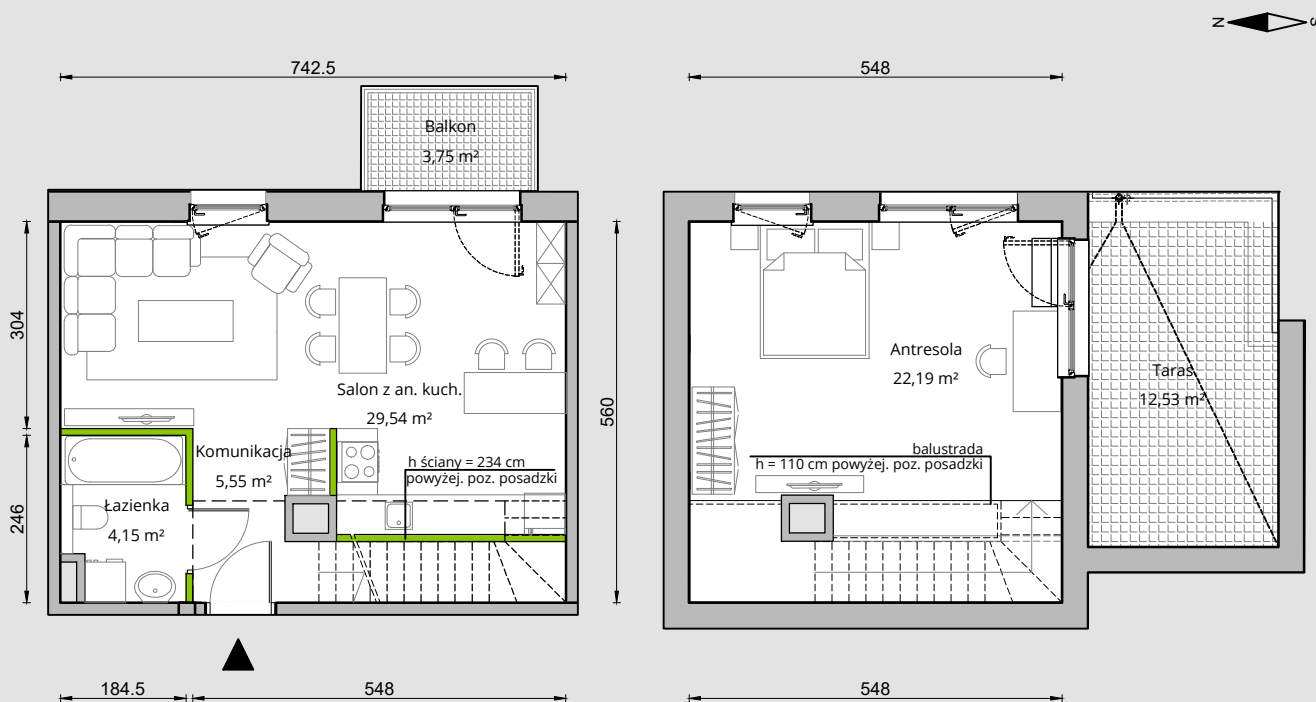 N
S
742.5
548
Balkon
3,75 m²
304
246
560
Salon z an. kuch.
29,54 m²
Komunikacja
5,55 m²
h ściany = 234 cm
powyżej. poz. posadzki
Łazienka
4,15 m²
Antresola
22,19 m²
Taras
12,53 m²
balustrada
h = 110 cm powyżej. poz. posadzki
184.5
548
548